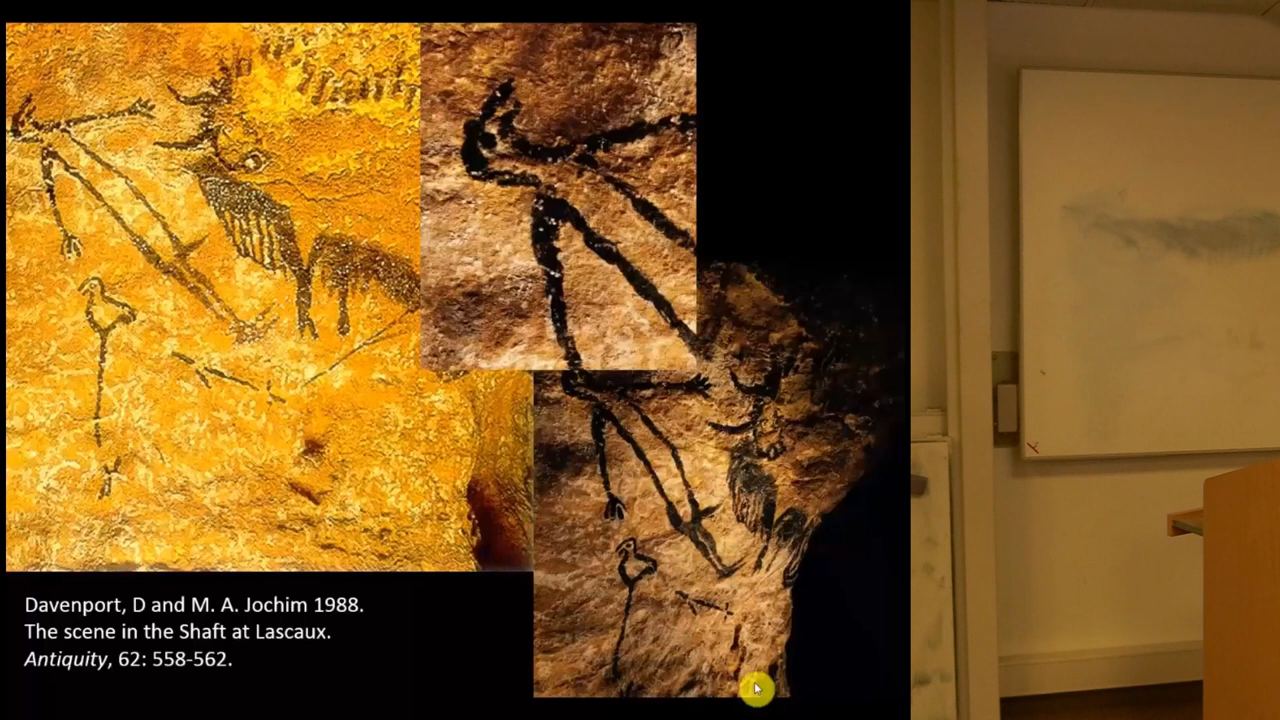 Davenport, D and M. A. Jochim 1988.
The scene in the Shaft at Lascaux.
Antiquity, 62: 558-562.